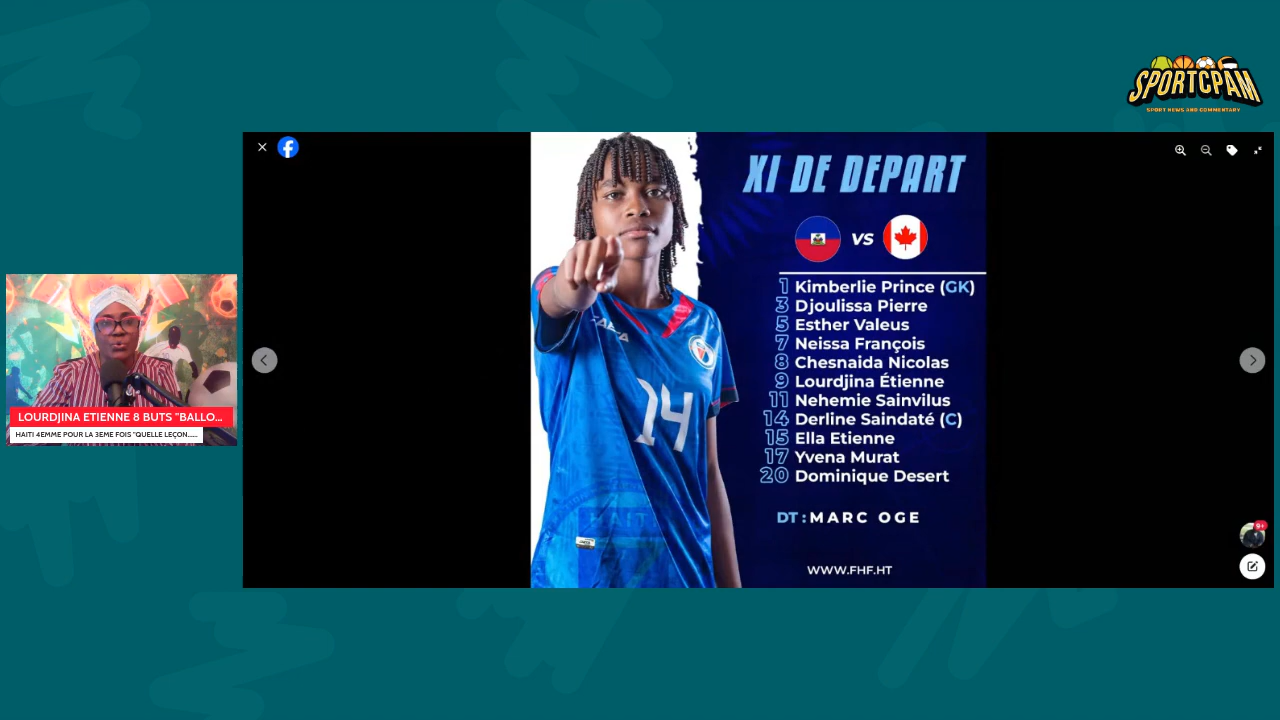 SPORTCPAM
SPORT NEWS AND COMMENTARY
XI DE DEPART
VS
1 Kimberlie Prince (GK)
3 Djoulissa Pierre
5 Esther Valeus
7 Neissa François
8 Chesnaida Nicolas
9 Lourdjina Étienne
11 Nehemie Sainvilus
14 Derline Saindaté (C)
15 Ella Etienne
17 Yvena Murat
20 Dominique Desert
DT : MARC OGE
WWW.FHF.HT
14
HAITI
9+
LOURDJINA ETIENNE 8 BUTS "BALLO...
HAITI 4EMME POUR LA 3EME FOIS "QUELLE LEÇON......